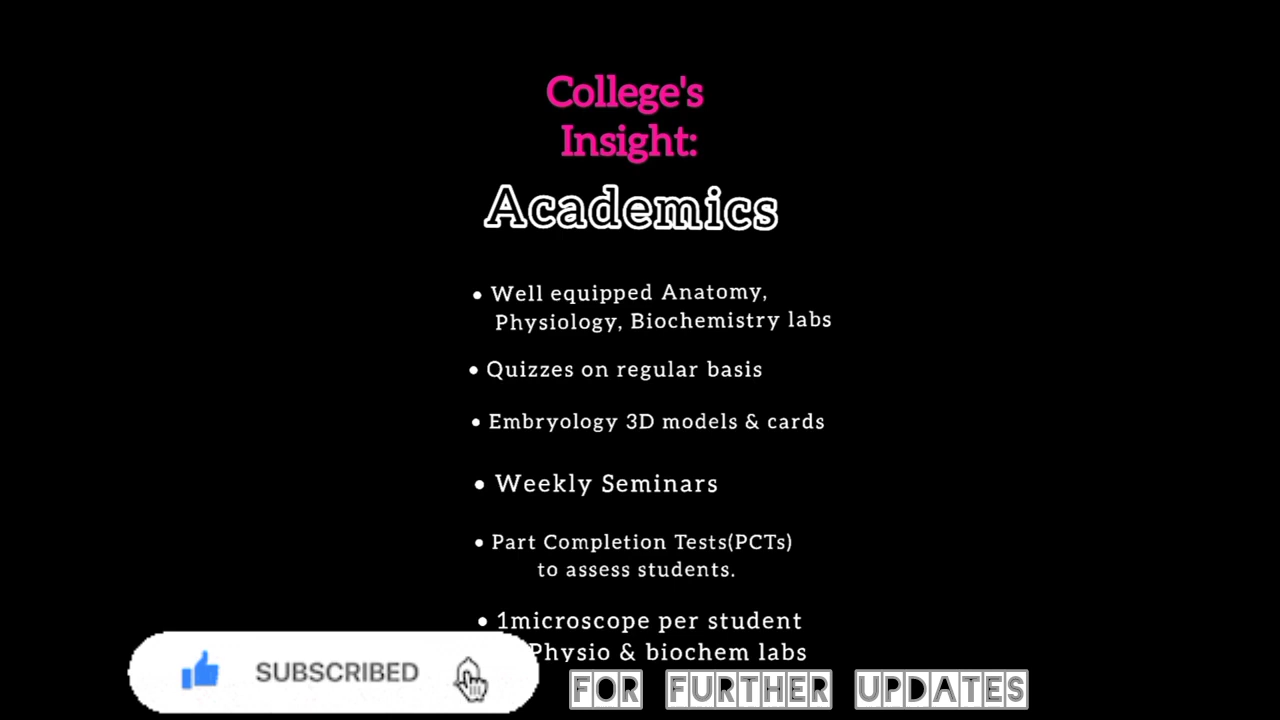 College's
Insight:
Academics
• Well equipped Anatomy,
Physiology, Biochemistry labs
• Quizzes on regular basis
• Embryology 3D models & cards
• Weekly Seminars
• Part Completion Tests(PCTs)
to assess students.
• 1microscope per student
Physio & biochem labs
SUBSCRIBED
FOR FURTHER UPDATES